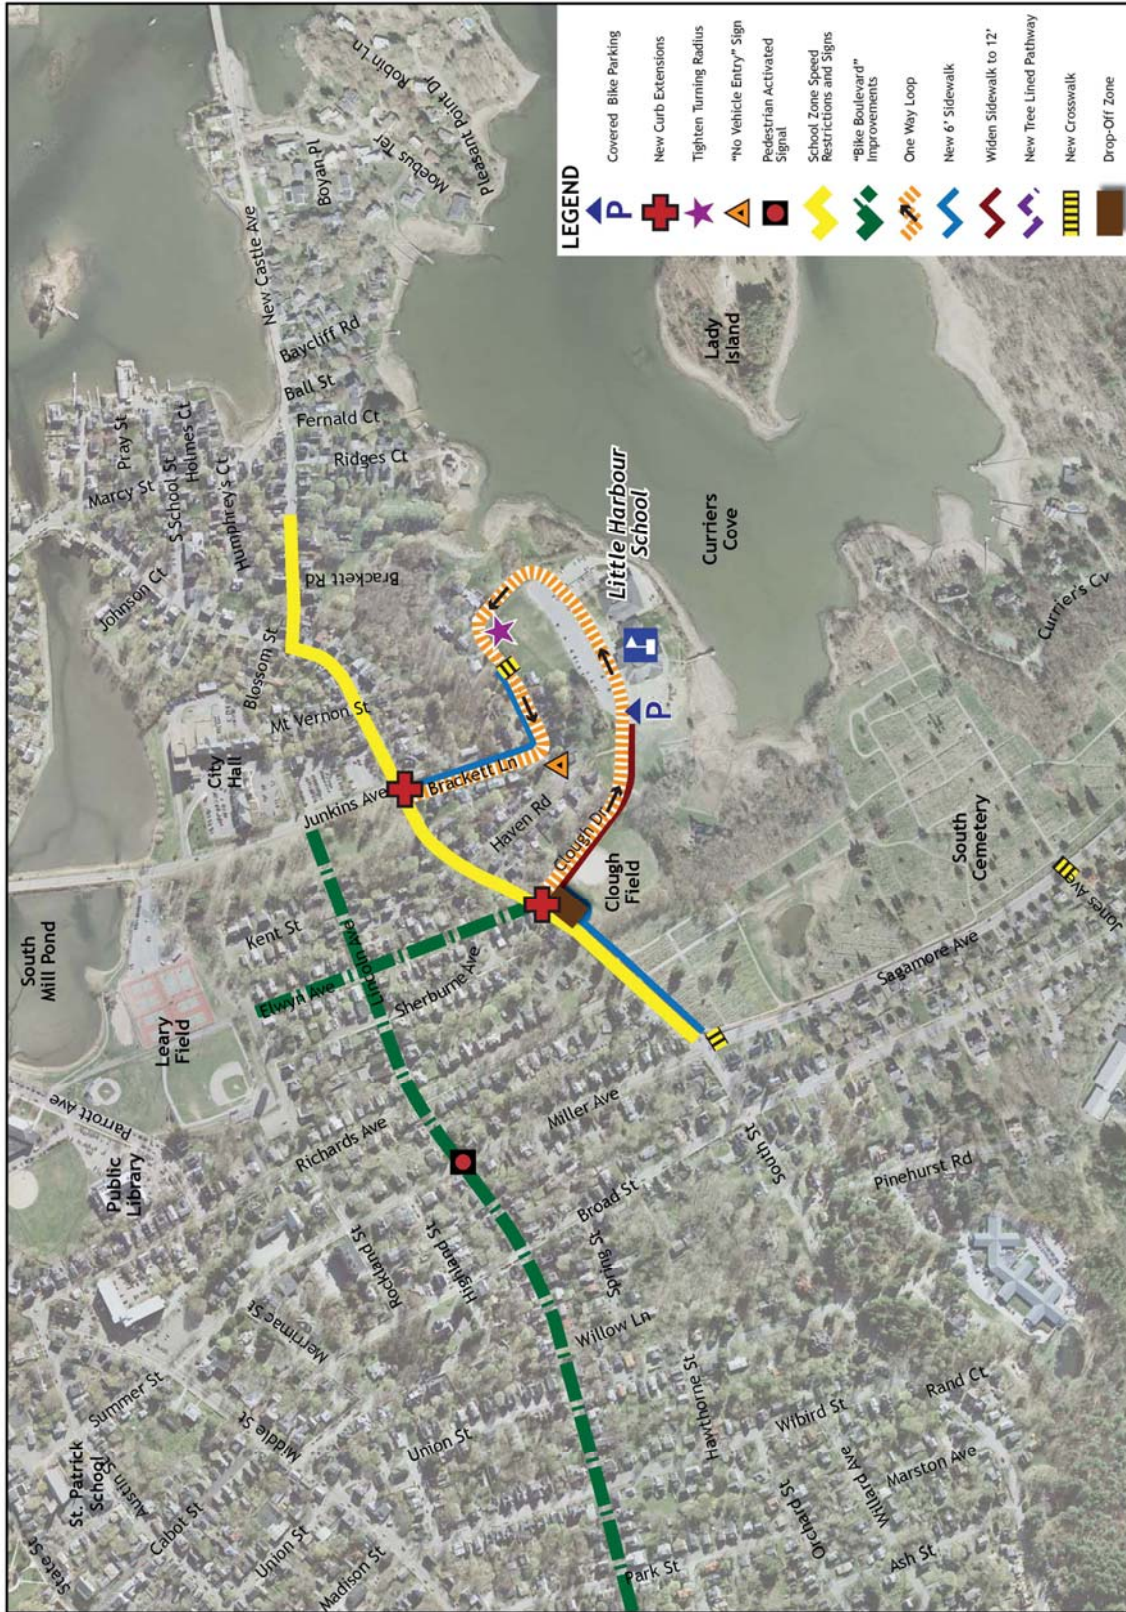 State St
St. Patrick
School
Austin St
Cabot St
Summer St
Middle St
Union St
Madison St
Merrimac St
Union St
Public
Library
Parrott Ave
Leary
Field
South
Mill Pond
Rockland St
Highland St
Richards Ave
Elwyn Ave
Kent St
Lincoln Ave
Sherburne Ave
Junkins Ave
City
Hall
Mt Vernon St
Blossom St
Johnson Ct
Humphrey's Ct
S School St
Holmes Ct
Marcy St
Pray St
Brackett Rd
Ridges Ct
Fernald Ct
Ball St
Baycliff Rd
New Castle Ave
Boyan Pl
Moebus Ter
Robin Ln
Pleasant Point Dr
Brackett Ln
Haven Rd
Clough Dr
Clough
Field
P
Little Harbour
School
Curriers
Cove
Lady
Island
Park St
Willow Ln
Spring St
Broad St
Miller Ave
South St
Hawthorne St
Wibird St
Orchard St
Willard Ave
Ash St
Marston Ave
Rand Ct
Pinehurst Rd
Sagamore Ave
Jones Ave
South
Cemetery
Currier's Cv
LEGEND
P
Covered Bike Parking
New Curb Extensions
Tighten Turning Radius
"No Vehicle Entry" Sign
Pedestrian Activated
Signal
School Zone Speed
Restrictions and Signs
"Bike Boulevard"
Improvements
One Way Loop
New 6' Sidewalk
Widen Sidewalk to 12'
New Tree Lined Pathway
New Crosswalk
Drop-Off Zone